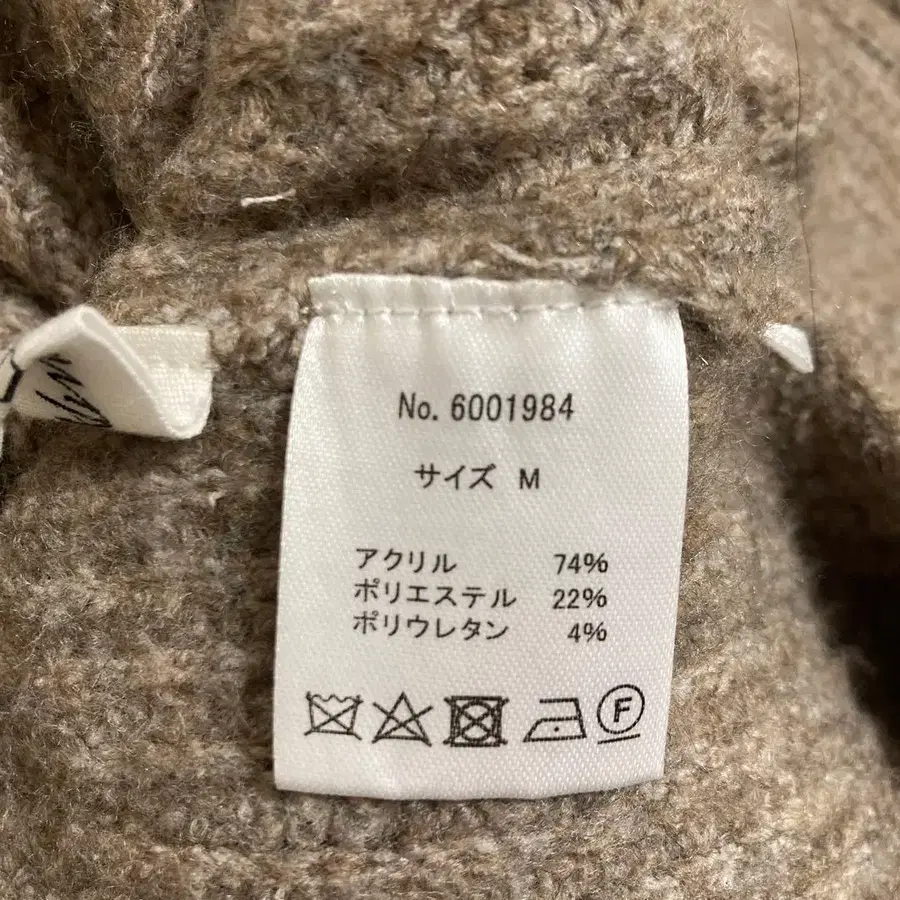 No. 6001984
サイズ M
アクリル 74%
ポリエステル 22%
ポリウレタン 4%
F